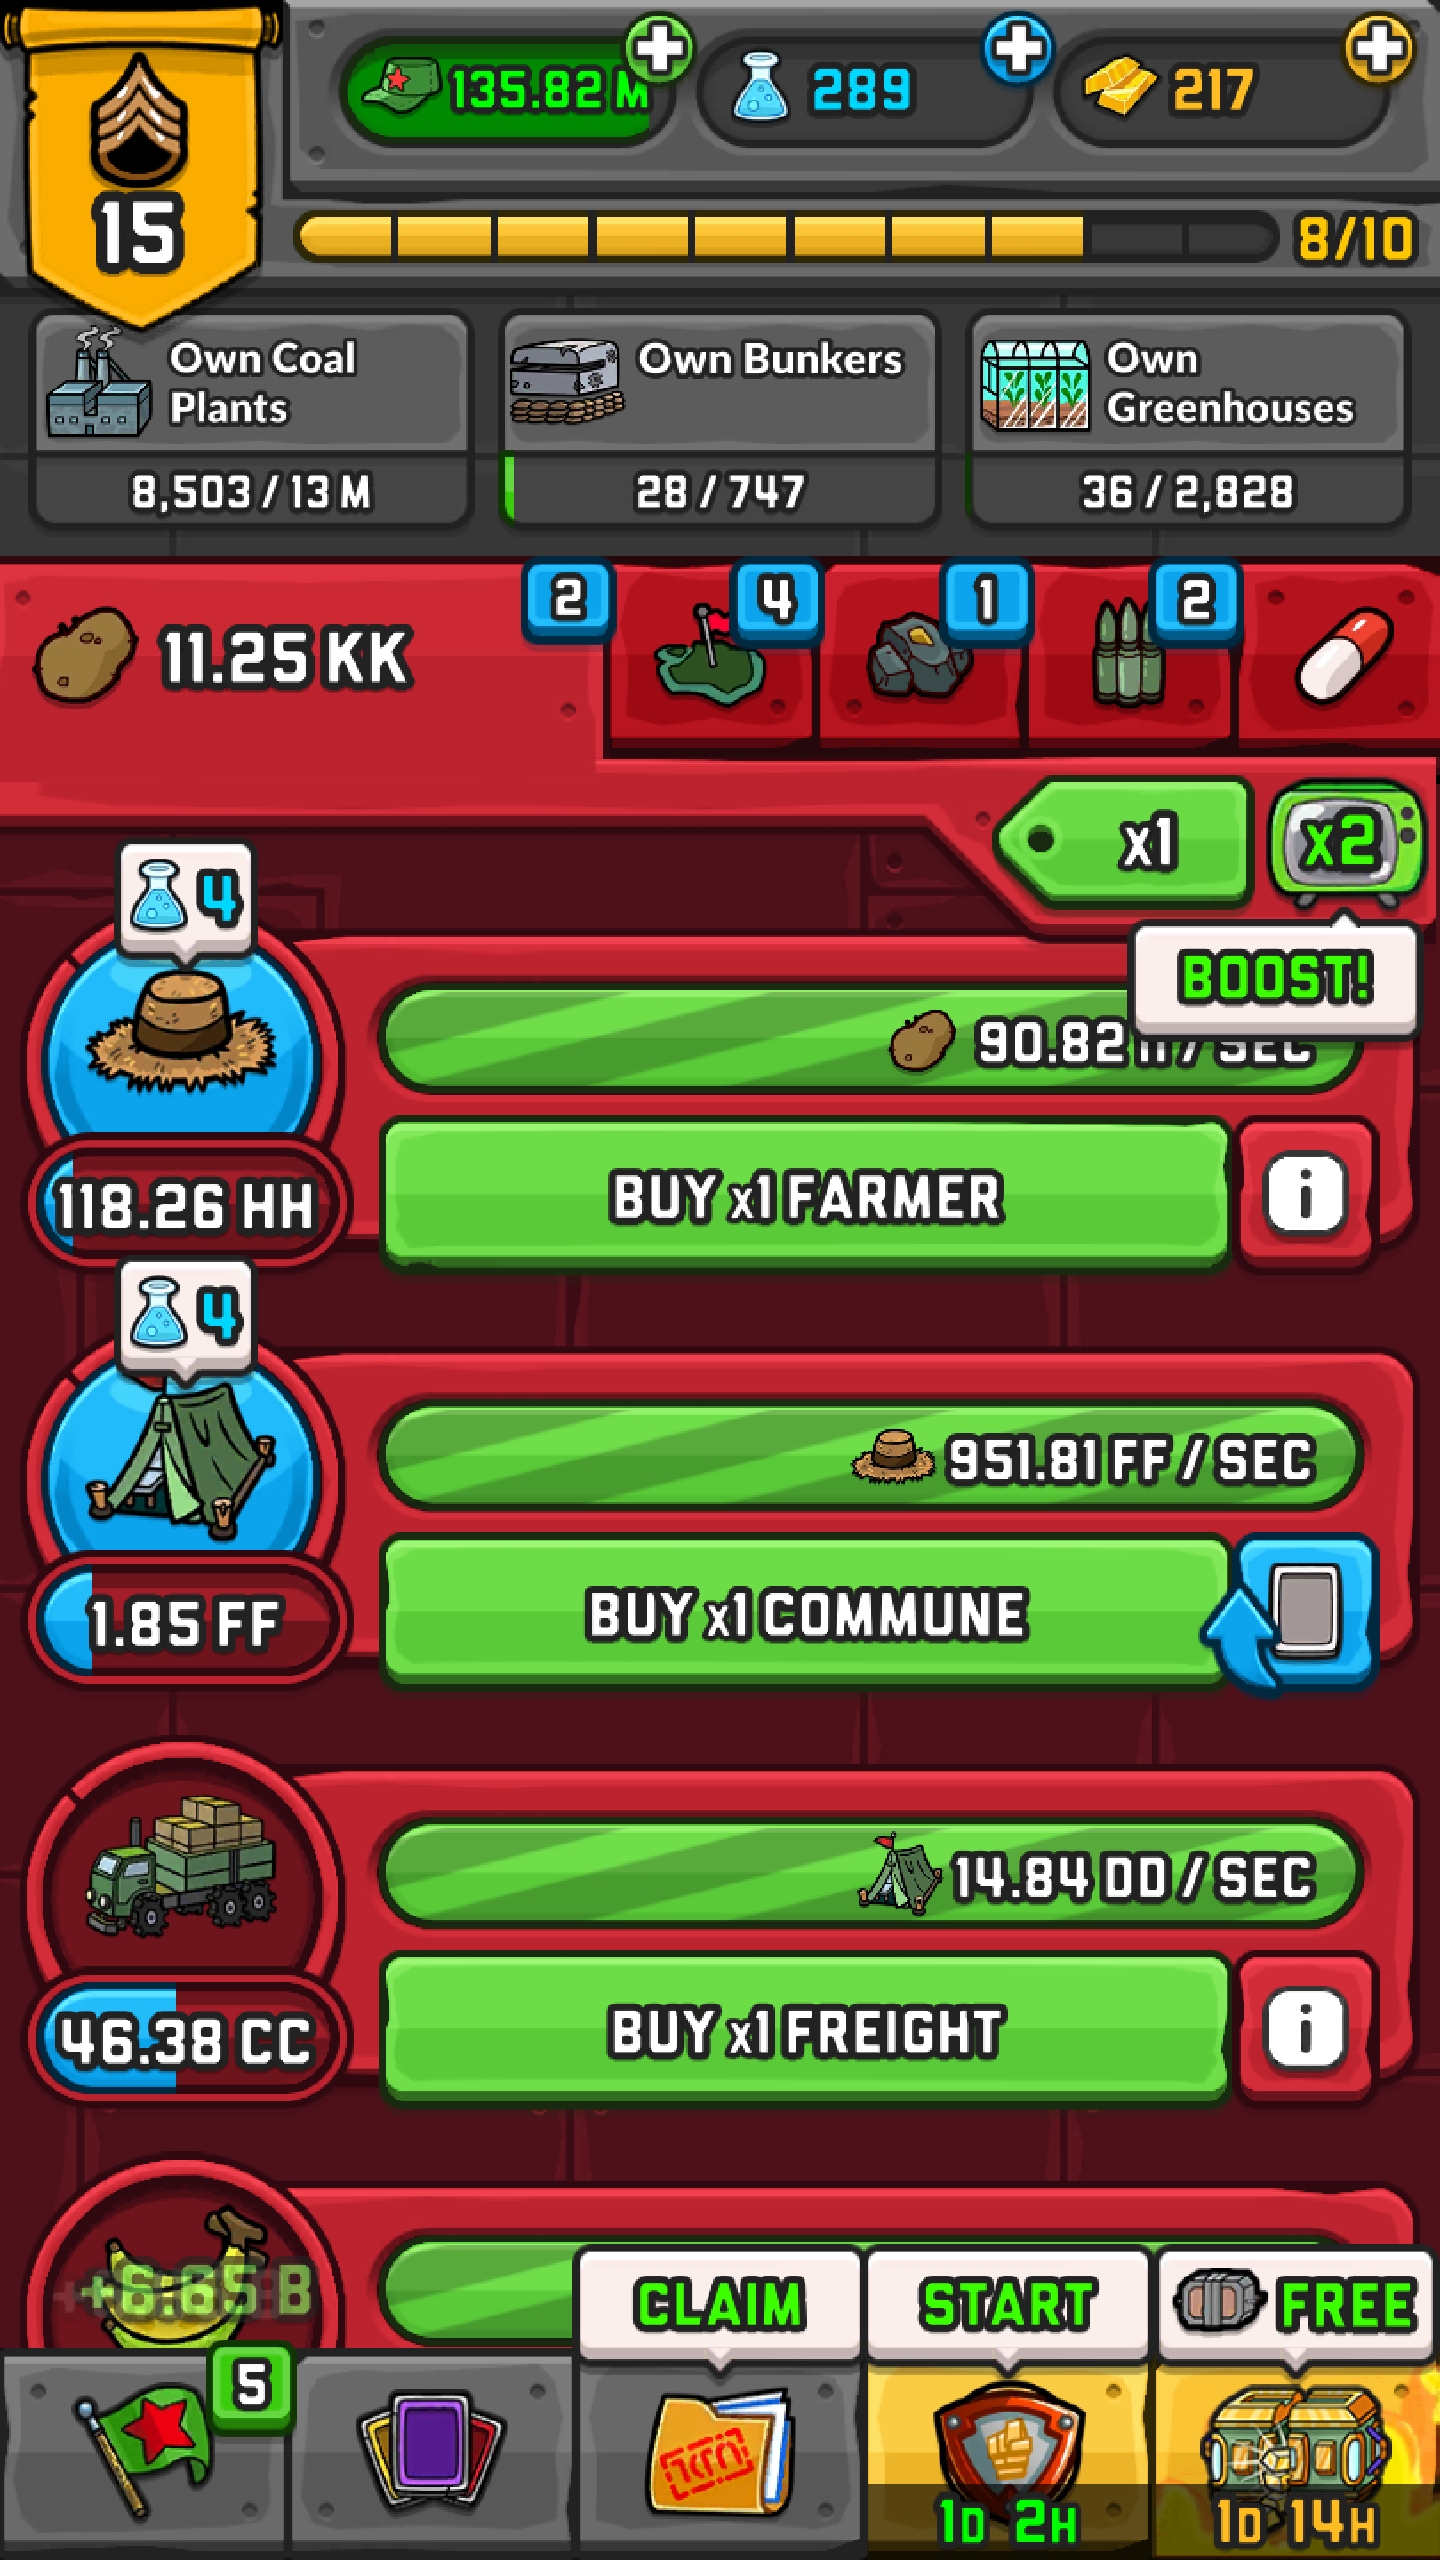 135.82 M
289
217
15
8/10
Own Coal
Plants
8,503 / 13 M
Own Bunkers
28 / 747
Own
Greenhouses
36 / 2,828
11.25 KK
2
4
1
2
x1
x2
BOOST!
4
90.82 / SEC
118.26 HH
BUY x1 FARMER
i
4
951.81 FF / SEC
1.85 FF
BUY x1 COMMUNE
14.84 DD / SEC
46.38 CC
BUY x1 FREIGHT
i
+6.65 B
CLAIM
START
FREE
5
1D 2H
1D 14H